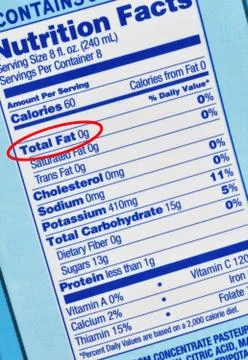 CONTAINS
Nutrition Facts
Serving Size 8 fl. oz (240 mL)
Servings Per Container 8
Amount Per Serving
Calories 60 Calories from Fat 0
% Daily Value*
Total Fat 0g 0%
Saturated Fat 0g 0%
Trans Fat 0g
Cholesterol 0mg 0%
Sodium 0mg 0%
Potassium 410mg 11%
Total Carbohydrate 15g 5%
Dietary Fiber 0g 0%
Sugars 13g
Protein less than 1g
Vitamin A 0% • Vitamin C 120
Calcium 2% • Iron
Thiamin 15% • Folate
*Percent Daily Values are based on a 2,000 calorie diet.
CONCENTRATE PASTEUR
CITRIC ACID